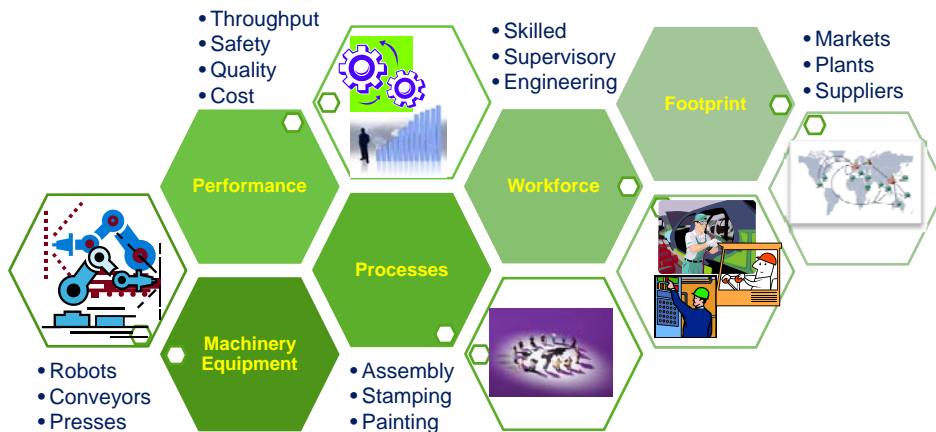 • Throughput
• Safety
• Quality
• Cost
Performance
• Skilled
• Supervisory
• Engineering
Workforce
Footprint
• Markets
• Plants
• Suppliers
Machinery
Equipment
• Robots
• Conveyors
• Presses
Processes
• Assembly
• Stamping
• Painting